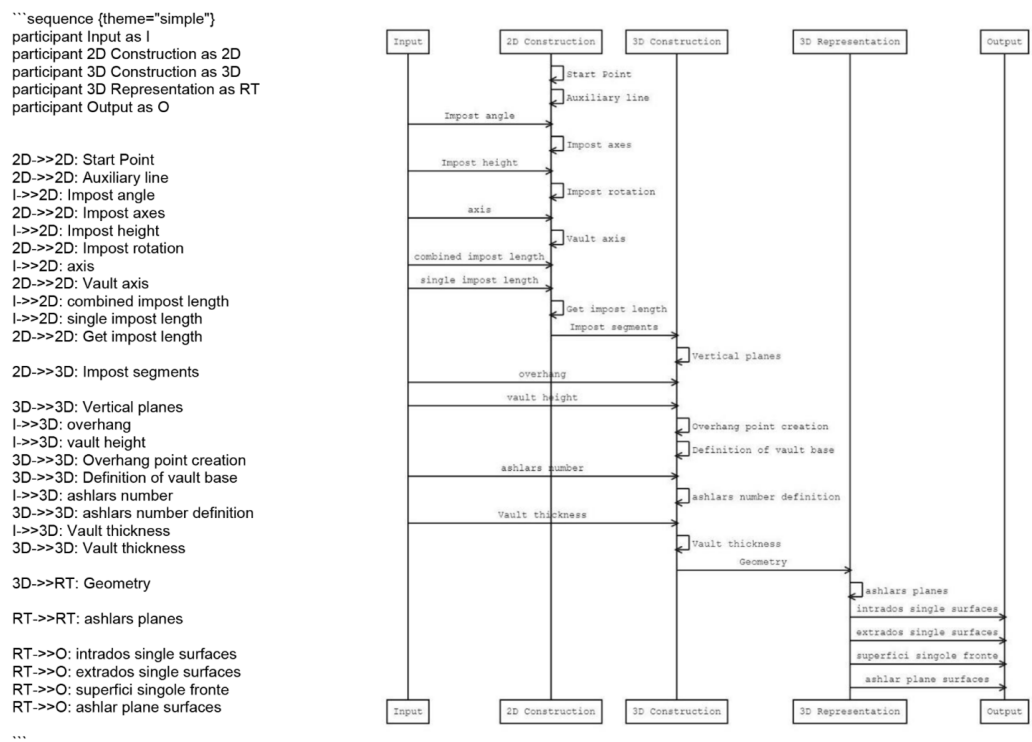 ```sequence {theme="simple"}
participant Input as I
participant 2D Construction as 2D
participant 3D Construction as 3D
participant 3D Representation as RT
participant Output as O
2D->>2D: Start Point
2D->>2D: Auxiliary line
I->>2D: Impost angle
2D->>2D: Impost axes
I->>2D: Impost height
2D->>2D: Impost rotation
I->>2D: axis
2D->>2D: Vault axis
I->>2D: combined impost length
I->>2D: single impost length
2D->>2D: Get impost length
2D->>3D: Impost segments
3D->>3D: Vertical planes
I->>3D: overhang
I->>3D: vault height
3D->>3D: Overhang point creation
3D->>3D: Definition of vault base
I->>3D: ashlars number
3D->>3D: ashlars number definition
I->>3D: Vault thickness
3D->>3D: Vault thickness
3D->>RT: Geometry
RT->>RT: ashlars planes
RT->>O: intrados single surfaces
RT->>O: extrados single surfaces
RT->>O: superfici singole fronte
RT->>O: ashlar plane surfaces
```
Input 2D Construction 3D Construction 3D Representation Output
Start Point
Auxiliary line
Impost angle
Impost axes
Impost height
Impost rotation
axis
Vault axis
combined impost length
single impost length
Get impost length
Impost segments
Vertical planes
overhang
vault height
Overhang point creation
Definition of vault base
ashlars number
ashlars number definition
Vault thickness
Vault thickness
Geometry
ashlars planes
intrados single surfaces
extrados single surfaces
superfici singole fronte
ashlar plane surfaces
Input 2D Construction 3D Construction 3D Representation Output